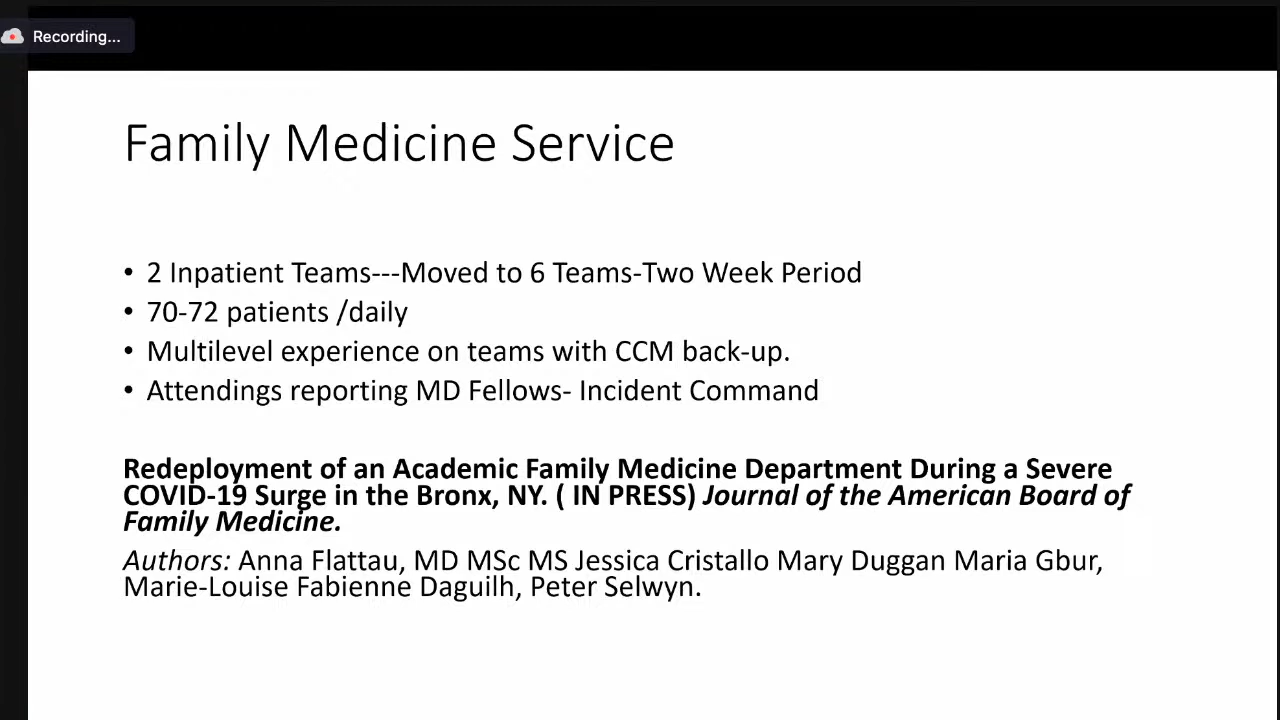 Recording...
Family Medicine Service
• 2 Inpatient Teams---Moved to 6 Teams-Two Week Period
• 70-72 patients /daily
• Multilevel experience on teams with CCM back-up.
• Attendings reporting MD Fellows- Incident Command
Redeployment of an Academic Family Medicine Department During a Severe
COVID-19 Surge in the Bronx, NY. ( IN PRESS) Journal of the American Board of
Family Medicine.
Authors: Anna Flattau, MD MSc MS Jessica Cristallo Mary Duggan Maria Gbur,
Marie-Louise Fabienne Daguilh, Peter Selwyn.